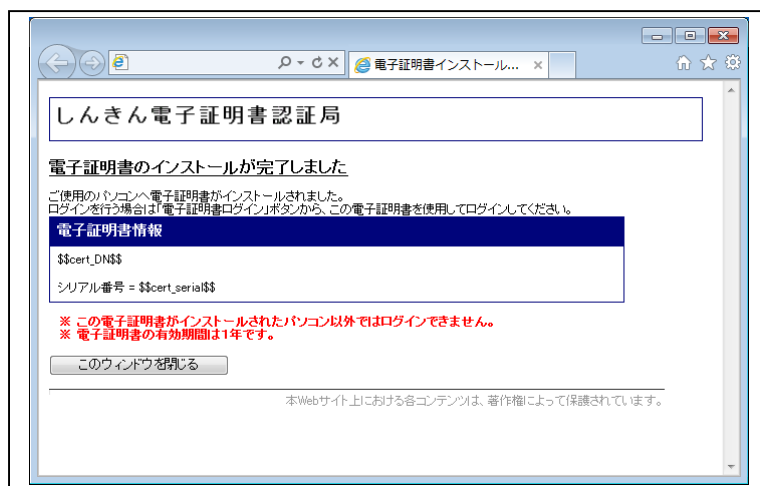 電子証明書インストール...
しんきん電子証明書認証局
電子証明書のインストールが完了しました
ご使用のパソコンへ電子証明書がインストールされました。
ログインを行う場合は「電子証明書ログイン」ボタンから、この電子証明書を使用してログインしてください。
電子証明書情報
$$cert_DN$$
シリアル番号 = $$cert_serial$$
※ この電子証明書がインストールされたパソコン以外ではログインできません。
※ 電子証明書の有効期間は1年です。
このウィンドウを閉じる
本Webサイト上における各コンテンツは、著作権によって保護されています。